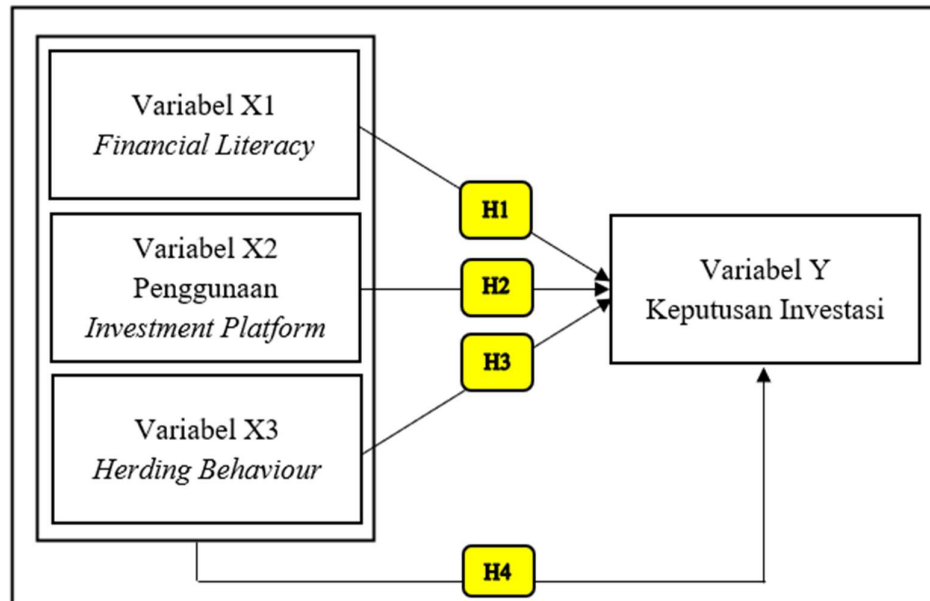 Variabel X1
Financial Literacy
H1
Variabel X2
Penggunaan
Investment Platform
H2
Variabel Y
Keputusan Investasi
H3
Variabel X3
Herding Behaviour
H4